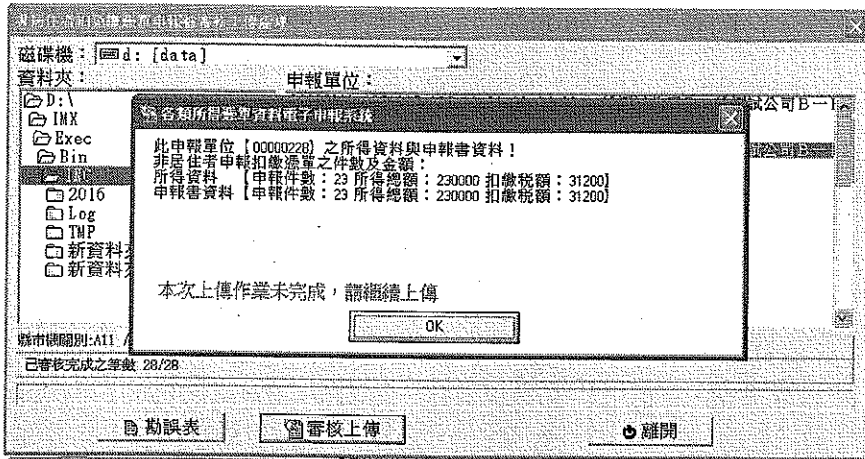 磁碟機：d: [data]
資料夾： 申報單位：
D:\
IMX
Exec
Bin
2016
Log
TMP
新資料
新資料
各類所得憑單資料電子申報系統
此申報單位【00000228】之所得資料與申報書資料！
非居住者申報扣繳憑單之件數及金額：
所得資料 【申報件數：23 所得總額：230000 扣繳稅額：31200】
申報書資料【申報件數：23 所得總額：230000 扣繳稅額：31200】
本次上傳作業未完成，請繼續上傳
OK
縣市機關別:A11 /
已審核完成之筆數 28/28
勘誤表 審核上傳 離開